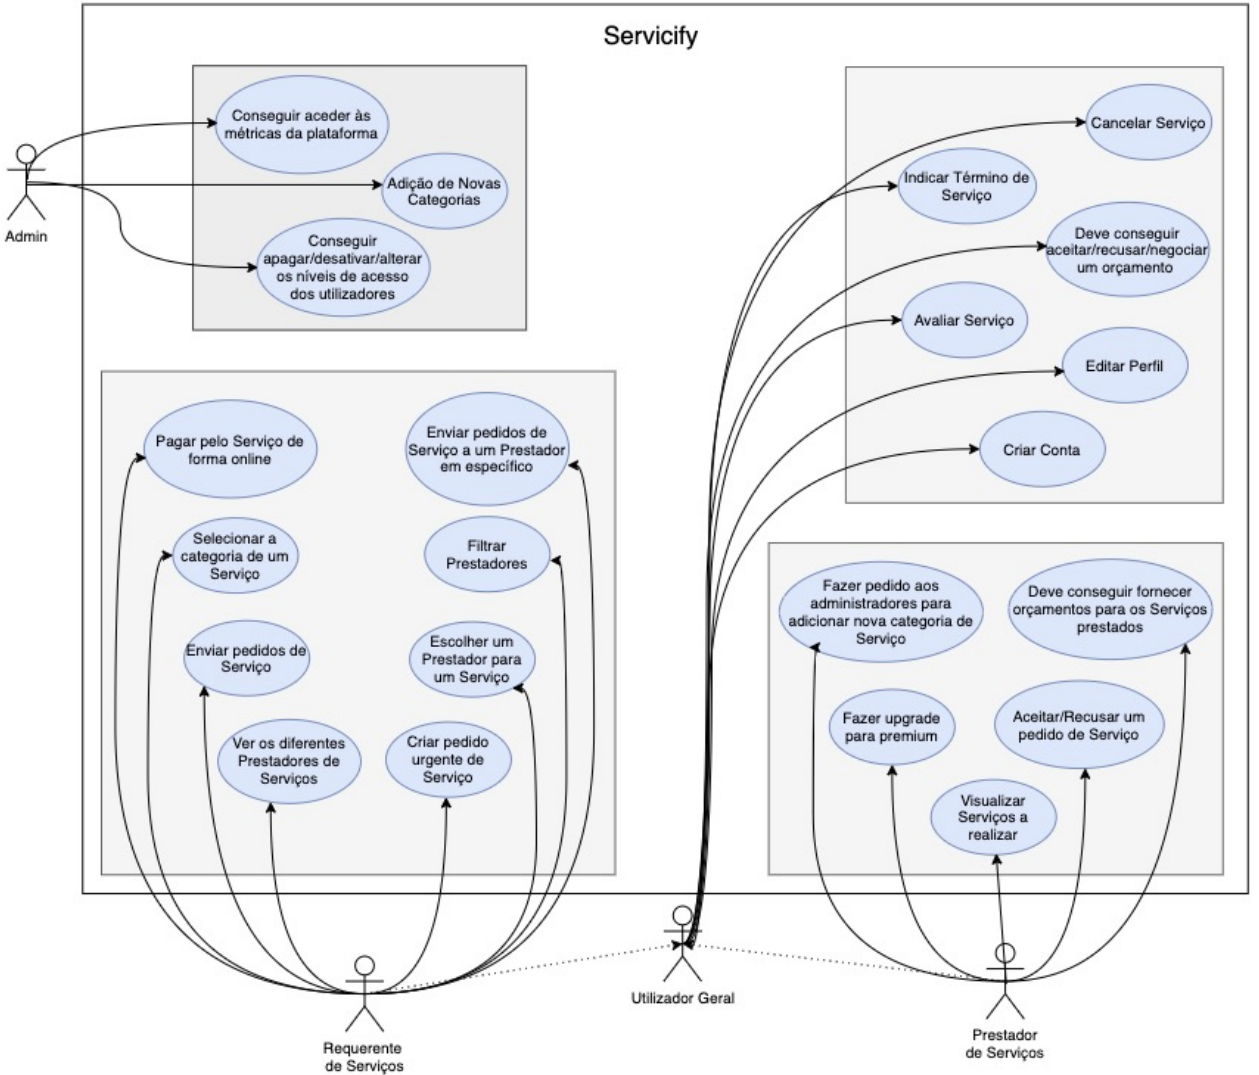 Servicify
Conseguir aceder às
métricas da plataforma
Adição de Novas
Categorias
Conseguir
apagar/desativar/alterar
os níveis de acesso
dos utilizadores
Admin
Cancelar Serviço
Indicar Término de
Serviço
Deve conseguir
aceitar/recusar/negociar
um orçamento
Avaliar Serviço
Editar Perfil
Criar Conta
Pagar pelo Serviço de
forma online
Enviar pedidos de
Serviço a um Prestador
em específico
Selecionar a
categoria de um
Serviço
Filtrar
Prestadores
Enviar pedidos de
Serviço
Escolher um
Prestador para
um Serviço
Ver os diferentes
Prestadores de
Serviços
Criar pedido
urgente de
Serviço
Fazer pedido aos
administradores para
adicionar nova categoria de
Serviço
Deve conseguir fornecer
orçamentos para os Serviços
prestados
Fazer upgrade
para premium
Aceitar/Recusar um
pedido de Serviço
Visualizar
Serviços a
realizar
Requerente
de Serviços
Utilizador Geral
Prestador
de Serviços